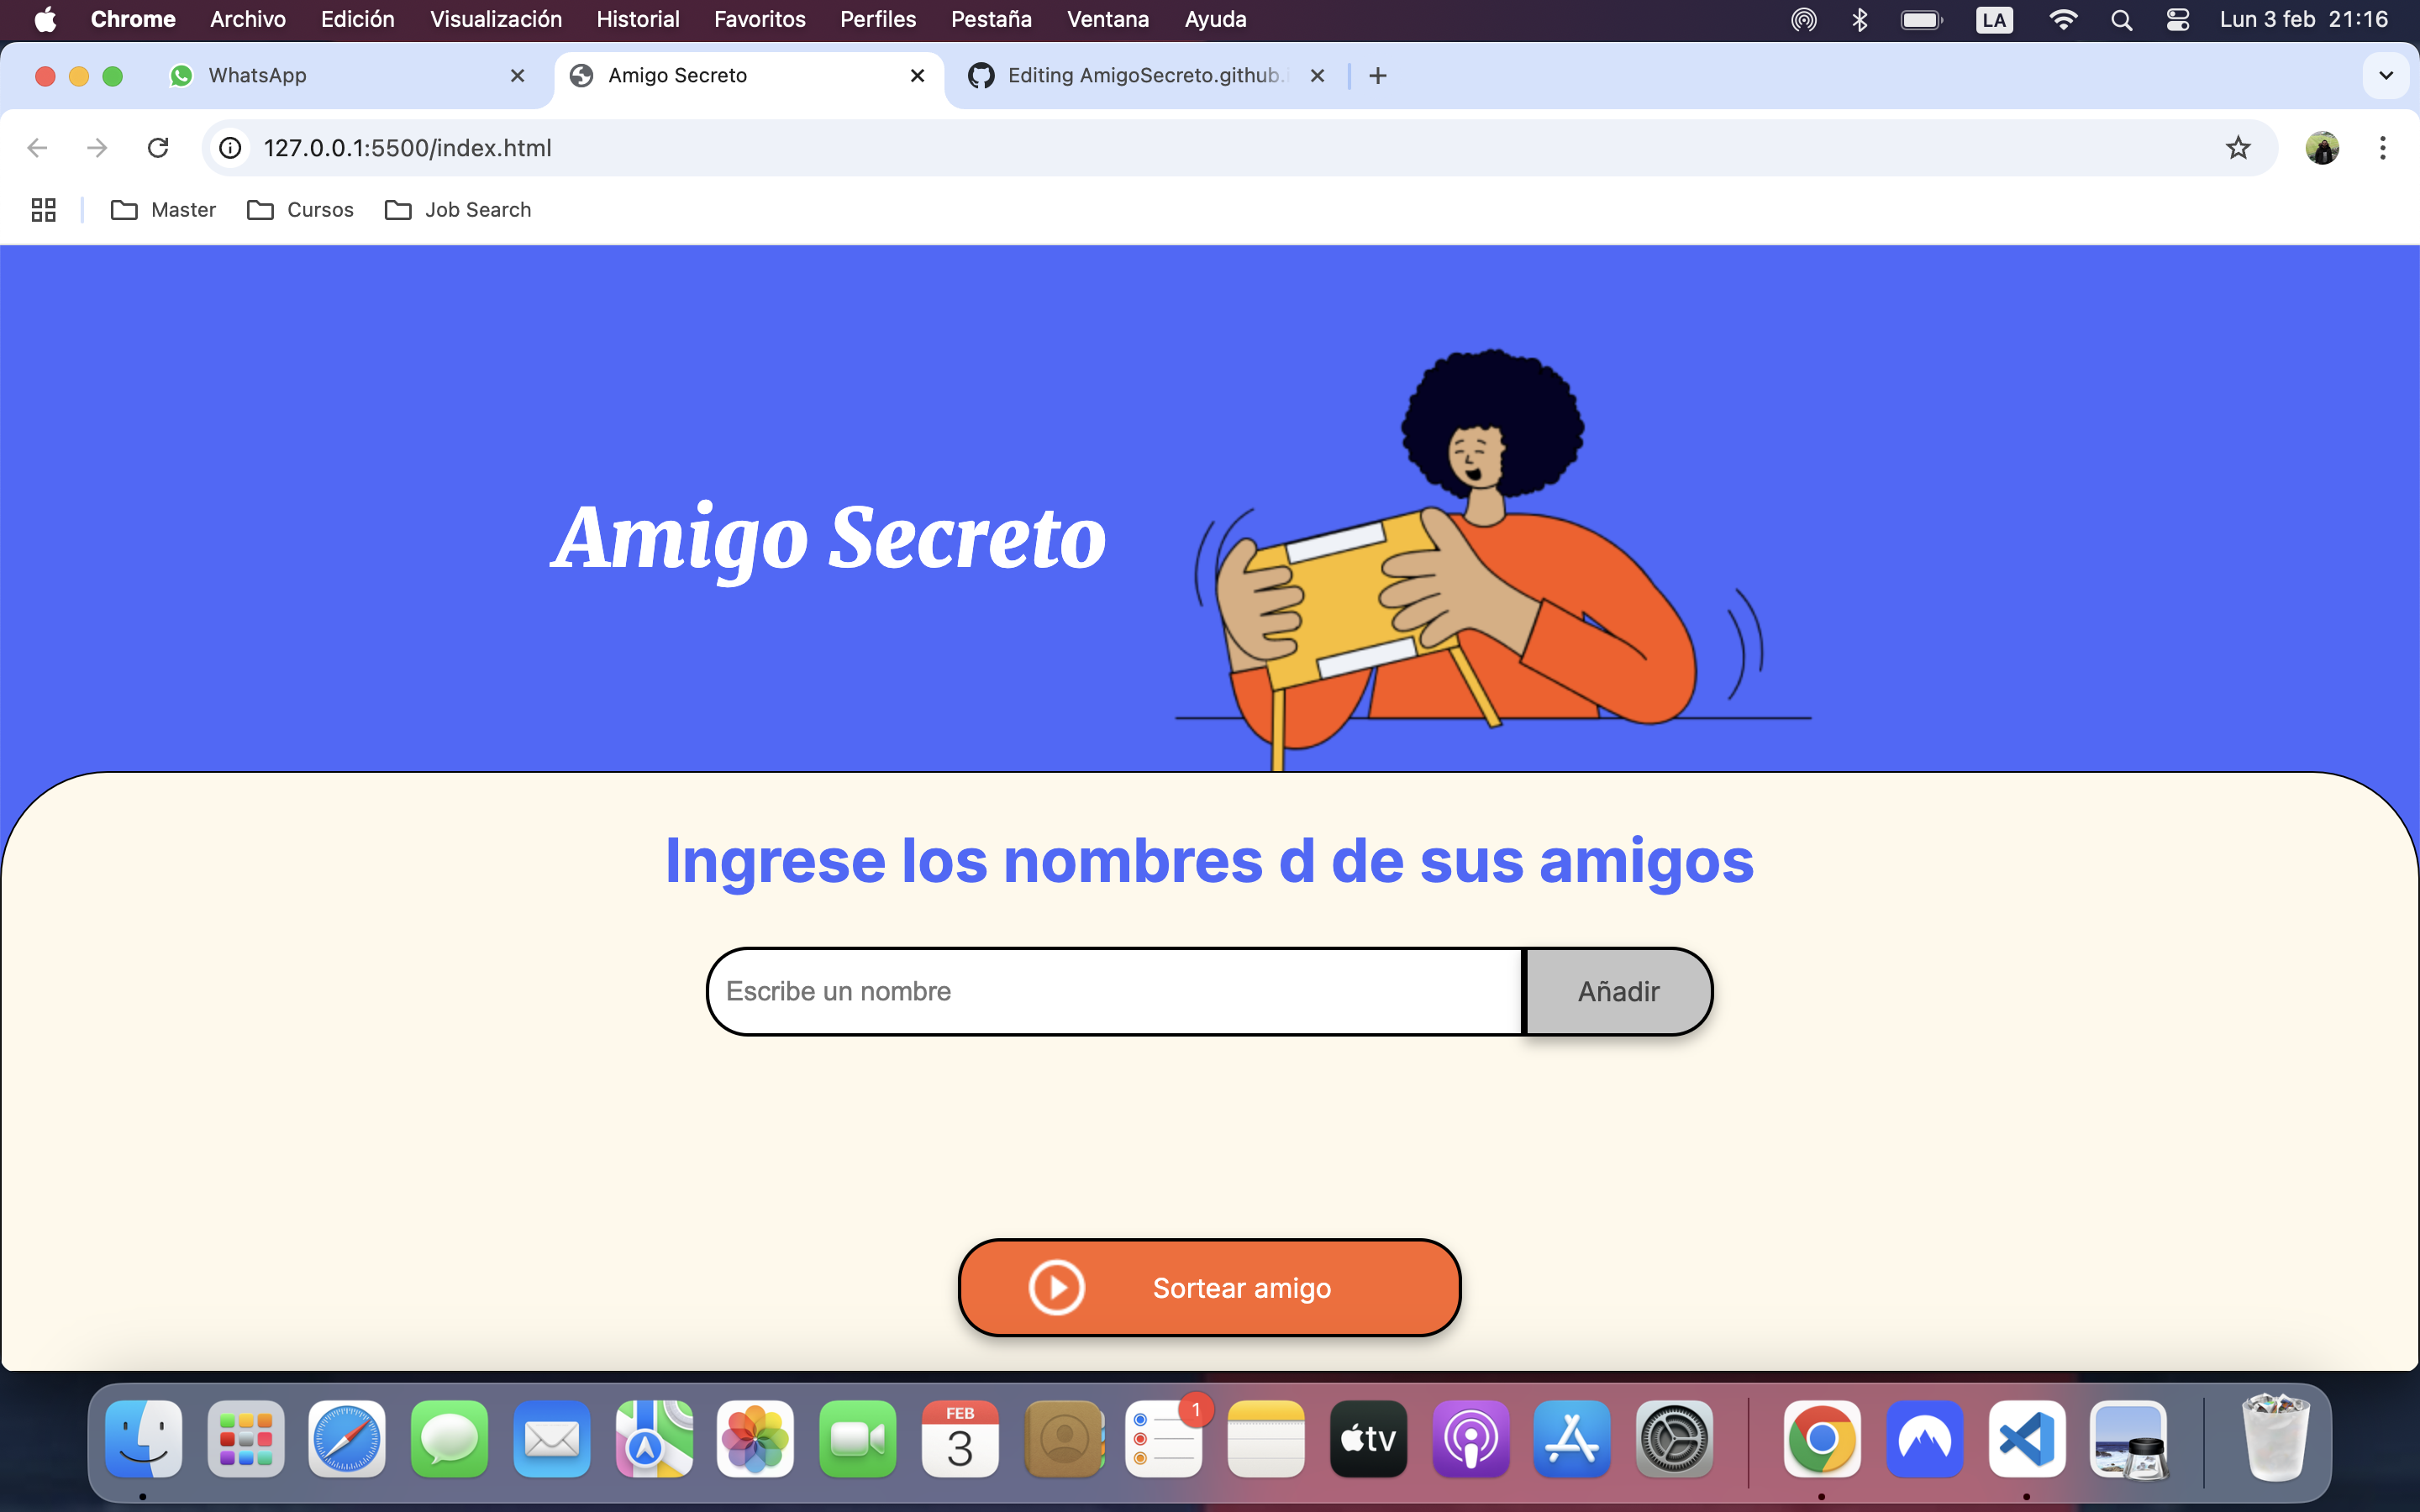 Chrome Archivo Edición Visualización Historial Favoritos Perfiles Pestaña Ventana Ayuda LA Lun 3 feb 21:16
WhatsApp Amigo Secreto Editing AmigoSecreto.github.
127.0.0.1:5500/index.html
Master Cursos Job Search
Amigo Secreto
Ingrese los nombres d de sus amigos
Escribe un nombre Añadir
Sortear amigo
FEB
3
1
tv